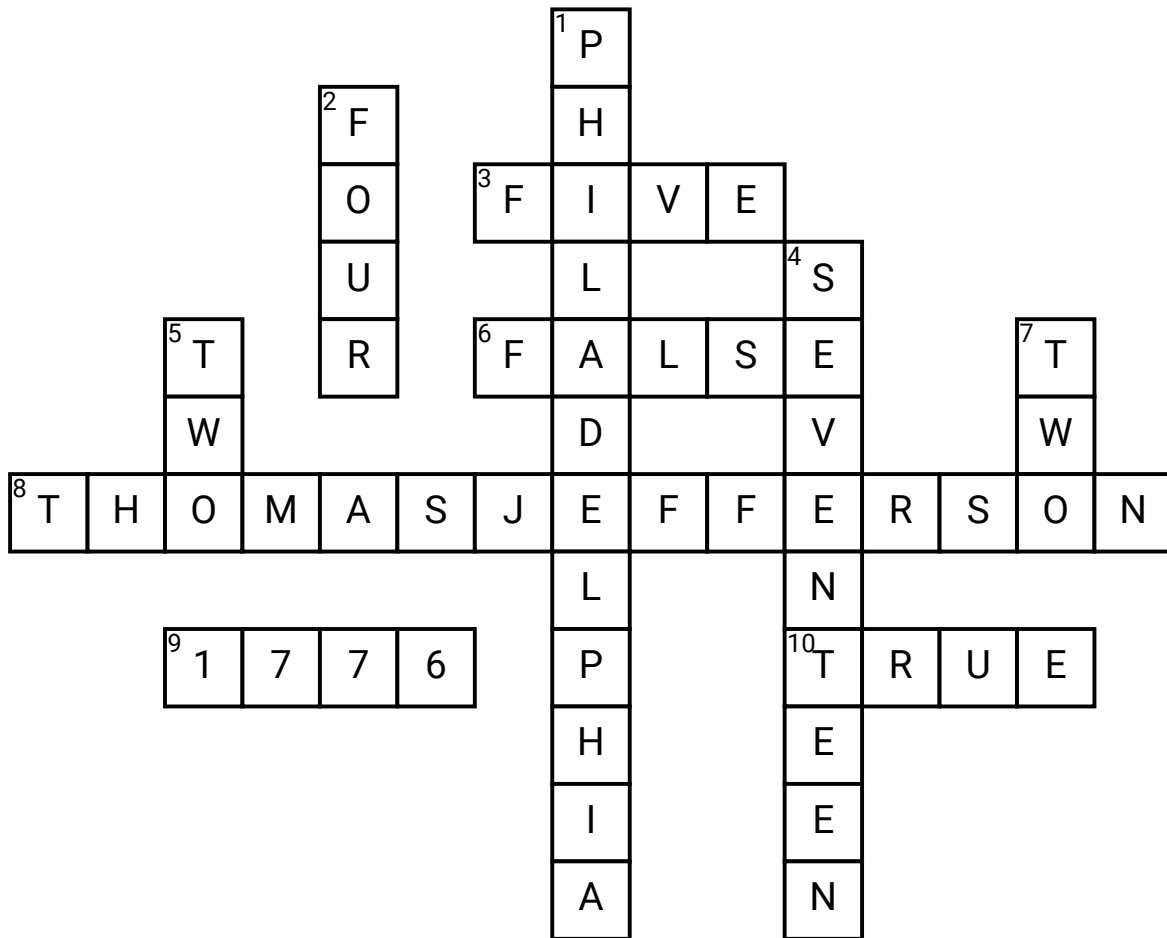 1 P
2 F H
O 3 F I V E
U L 4 S
5 T R 6 F A L S E 7 T
W D V W
8 T H O M A S J E F F E R S O N
L N
9 1 7 7 6 P 10 T R U E
H E
I E
A N